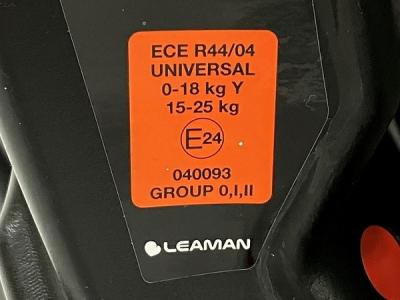 ECE R44/04
UNIVERSAL
0-18 kg Y
15-25 kg
E24
040093
GROUP 0,I,II
LEAMAN